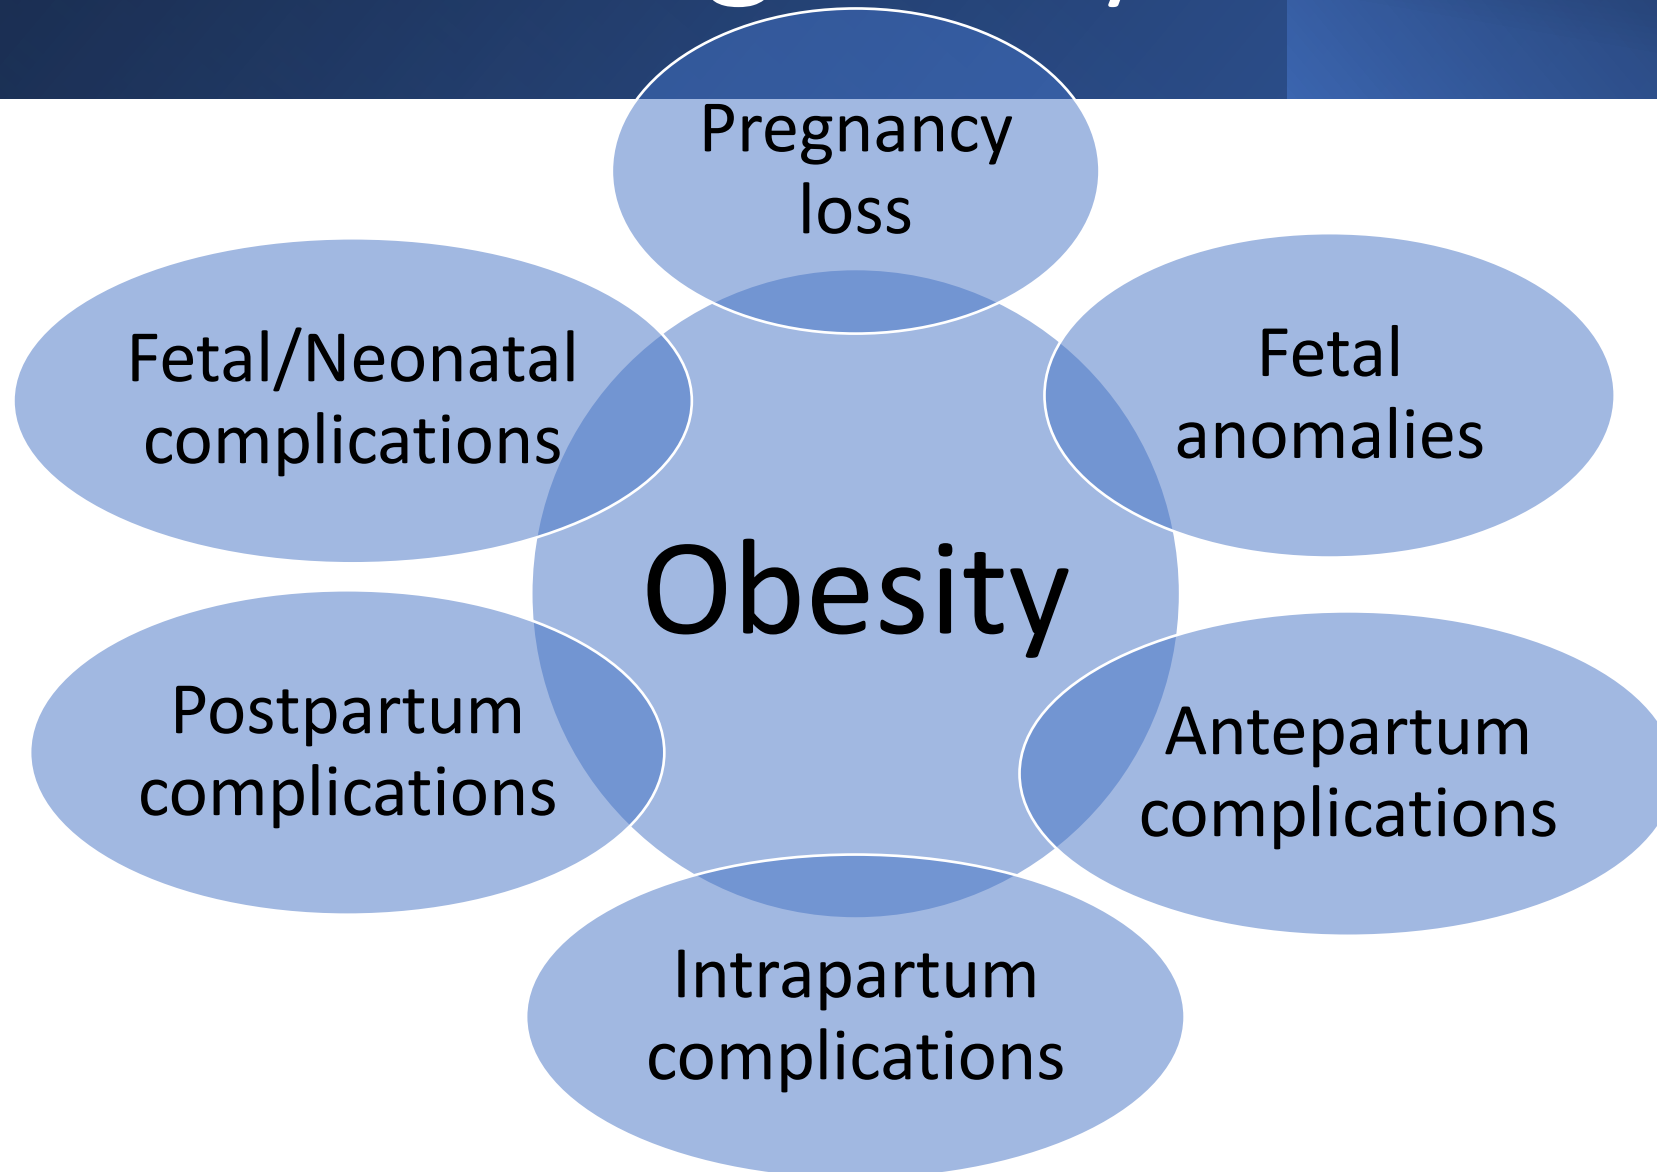 Pregnancy
loss
Fetal
anomalies
Antepartum
complications
Intrapartum
complications
Postpartum
complications
Fetal/Neonatal
complications
Obesity